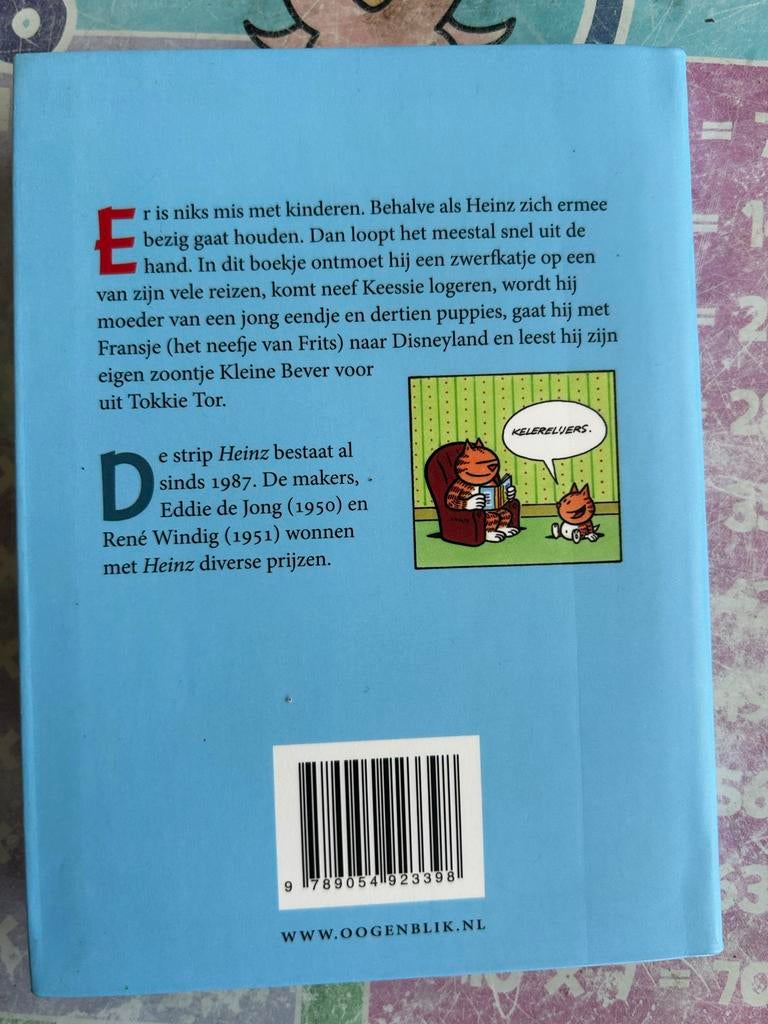 Er is niks mis met kinderen. Behalve als Heinz zich ermee
bezig gaat houden. Dan loopt het meestal snel uit de
hand. In dit boekje ontmoet hij een zwerfkatje op een
van zijn vele reizen, komt neef Keessie logeren, wordt hij
moeder van een jong eendje en dertien puppies, gaat hij met
Fransje (het neefje van Frits) naar Disneyland en leest hij zijn
eigen zoontje Kleine Bever voor
uit Tokkie Tor.
KELERELIJERS.
De strip Heinz bestaat al
sinds 1987. De makers,
Eddie de Jong (1950) en
René Windig (1951) wonnen
met Heinz diverse prijzen.
9 789054 923398
WWW.OOGENBLIK.NL
= 2
= 70